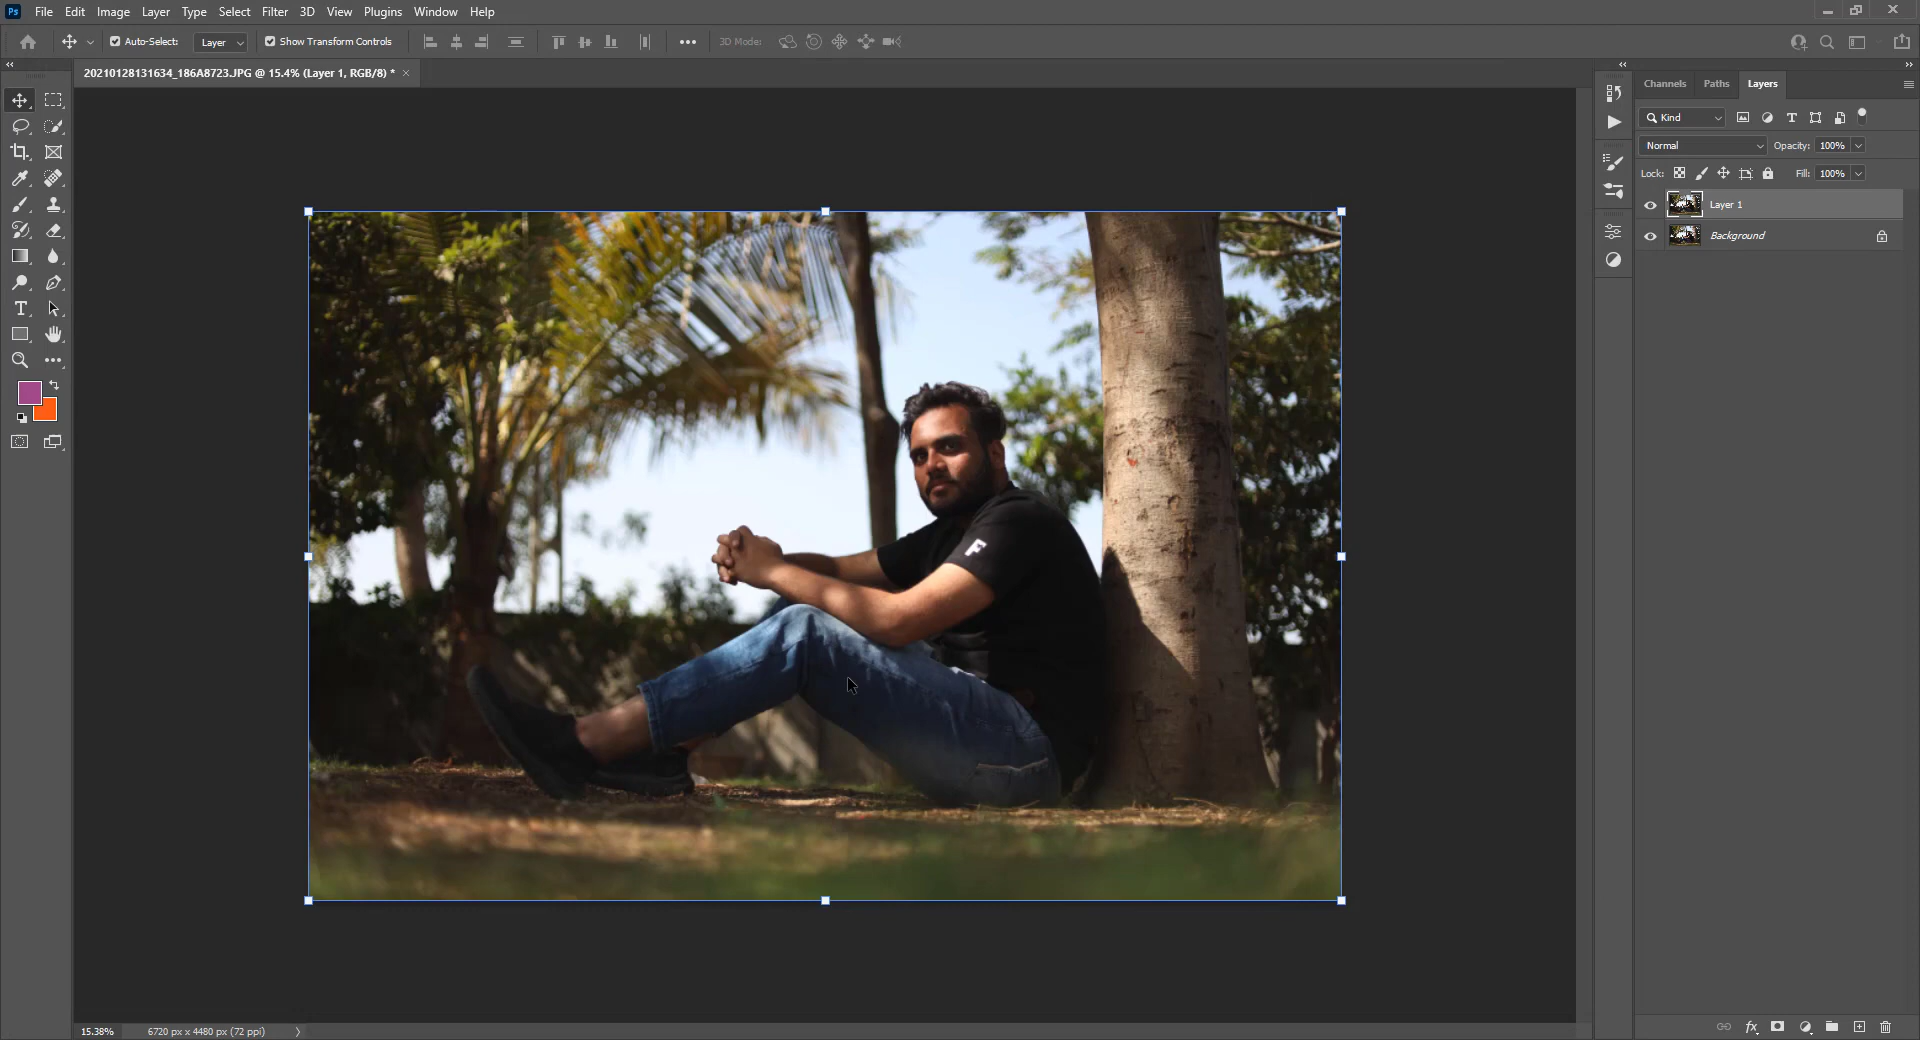 Ps File Edit Image Layer Type Select Filter 3D View Plugins Window Help
Auto-Select: Layer Show Transform Controls 3D Mode:
20210128131634_186A8723.JPG @ 15.4% (Layer 1, RGB/8) *
Channels Paths Layers
Kind
Normal Opacity: 100%
Lock: Fill: 100%
Layer 1
Background
F
15.38% 6720 px x 4480 px (72 ppi)
fx